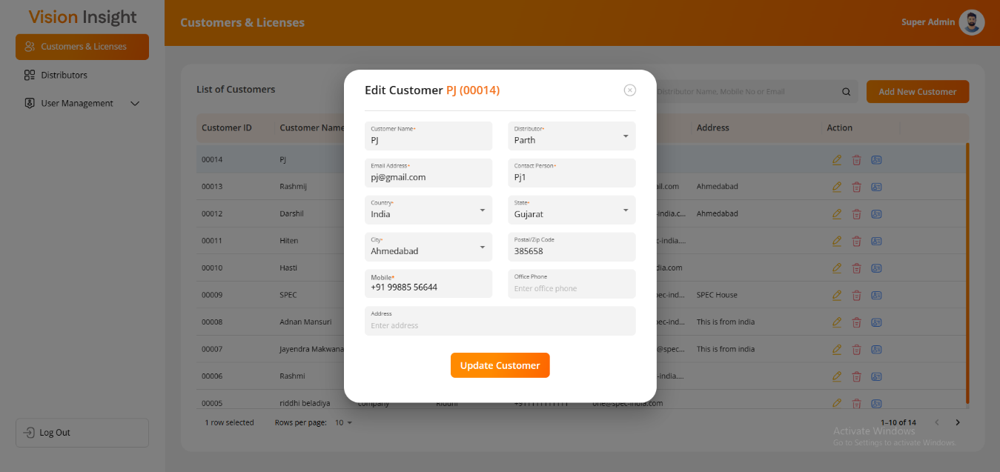 Vision Insight
Customers & Licenses
Distributors
User Management
Log Out
Customers & Licenses
Super Admin
List of Customers
Distributor Name, Mobile No or Email
Add New Customer
Customer ID Customer Name Address Action
00014 PJ
00013 Rashmij ail.com Ahmedabad
00012 Darshil -india.c... Ahmedabad
00011 Hiten c-india....
00010 Hasti dia.com
00009 SPEC ec-ind... SPEC House
00008 Adnan Mansuri ec-ind... This is from india
00007 Jayendra Makwana @spec... This is from india
00006 Rashmi -india....
00005 riddhi beladiya company Riddhi +911111111111 one@spec-india.com
1 row selected Rows per page: 10 1–10 of 14
Edit Customer PJ (00014)
Customer Name* Distributor*
PJ Parth
Email Address* Contact Person*
pj@gmail.com Pj1
Country* State*
India Gujarat
City* Postal/Zip Code
Ahmedabad 385658
Mobile* Office Phone
+91 99885 56644 Enter office phone
Address
Enter address
Update Customer
Activate Windows
Go to Settings to activate Windows.